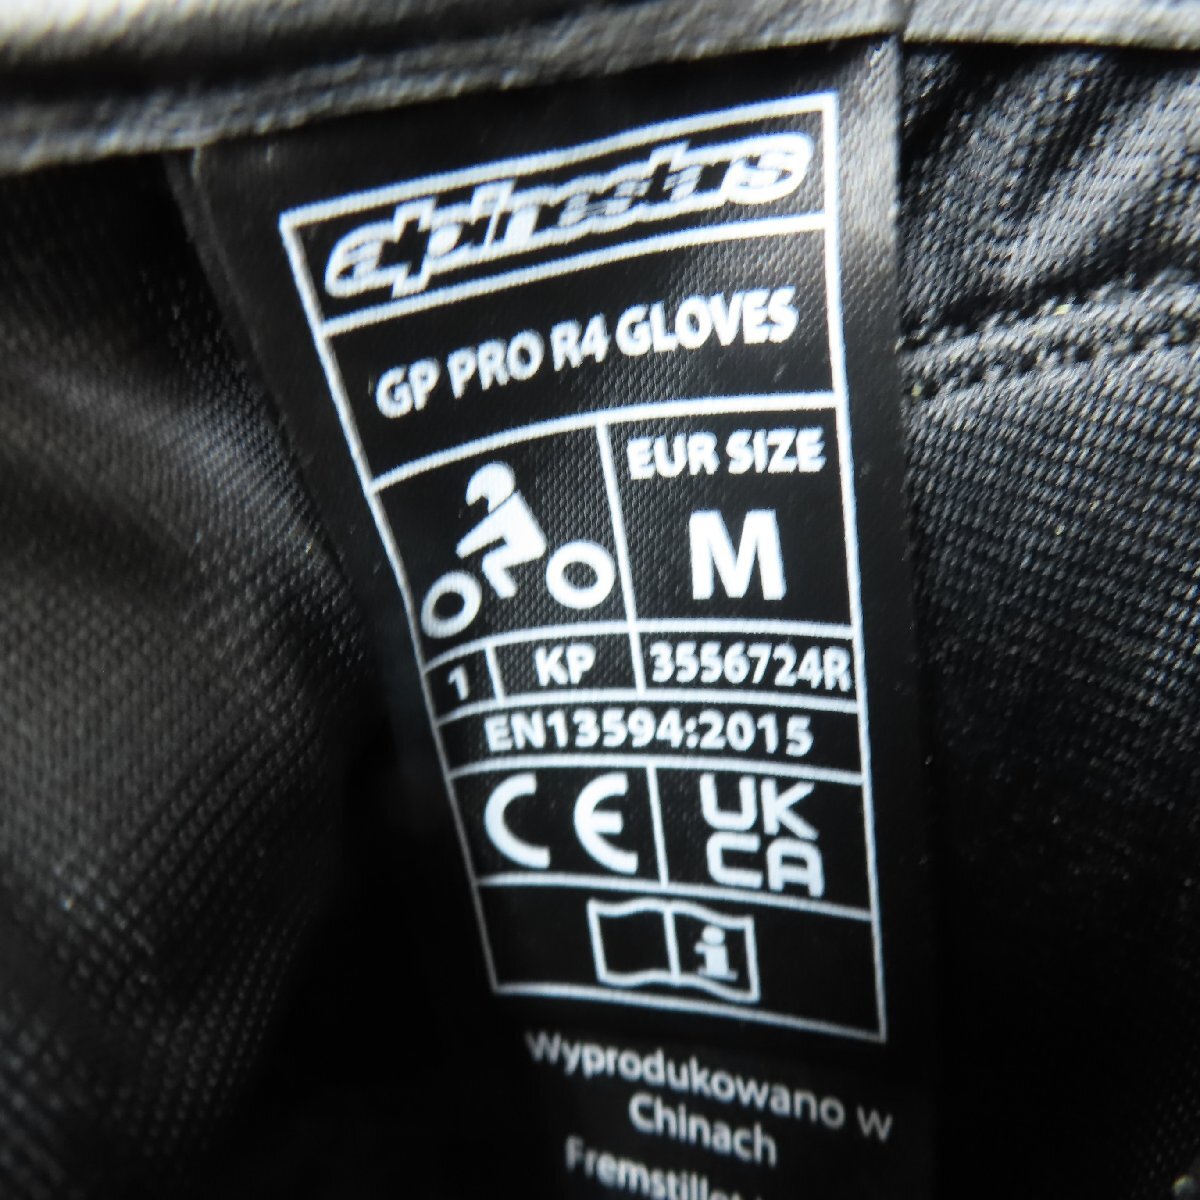 alpinestars
GP PRO R4 GLOVES
EUR SIZE
M
1 KP 3556724R
EN13594:2015
CE UK
CA
i
Wyprodukowano w
Chinach